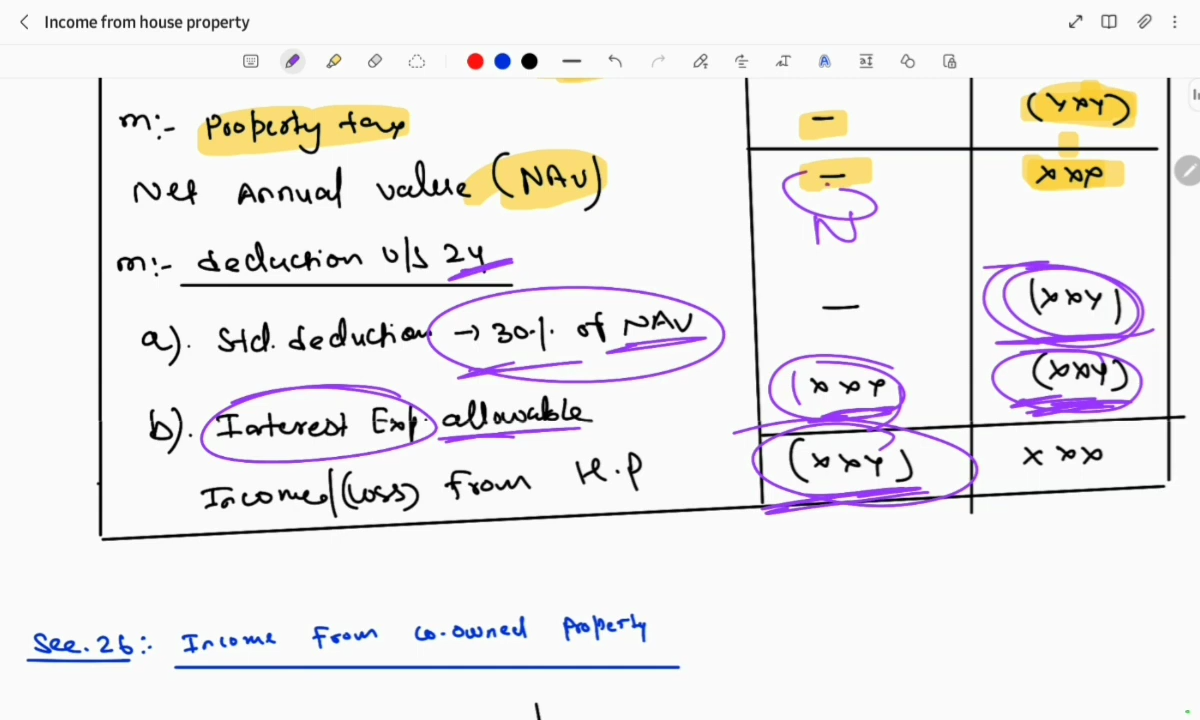 Income from house property
m:- Property tax – (xxx)
Net Annual value (NAV) – xxx
N
m:- deduction u/s 24
a). Std. deduction → 30% of NAV – (xxx)
b). Interest Exp. allowable (xxx) (xxx)
Income/(loss) from H.P (xxx) xxx
Sec. 26:- Income From co-owned Property